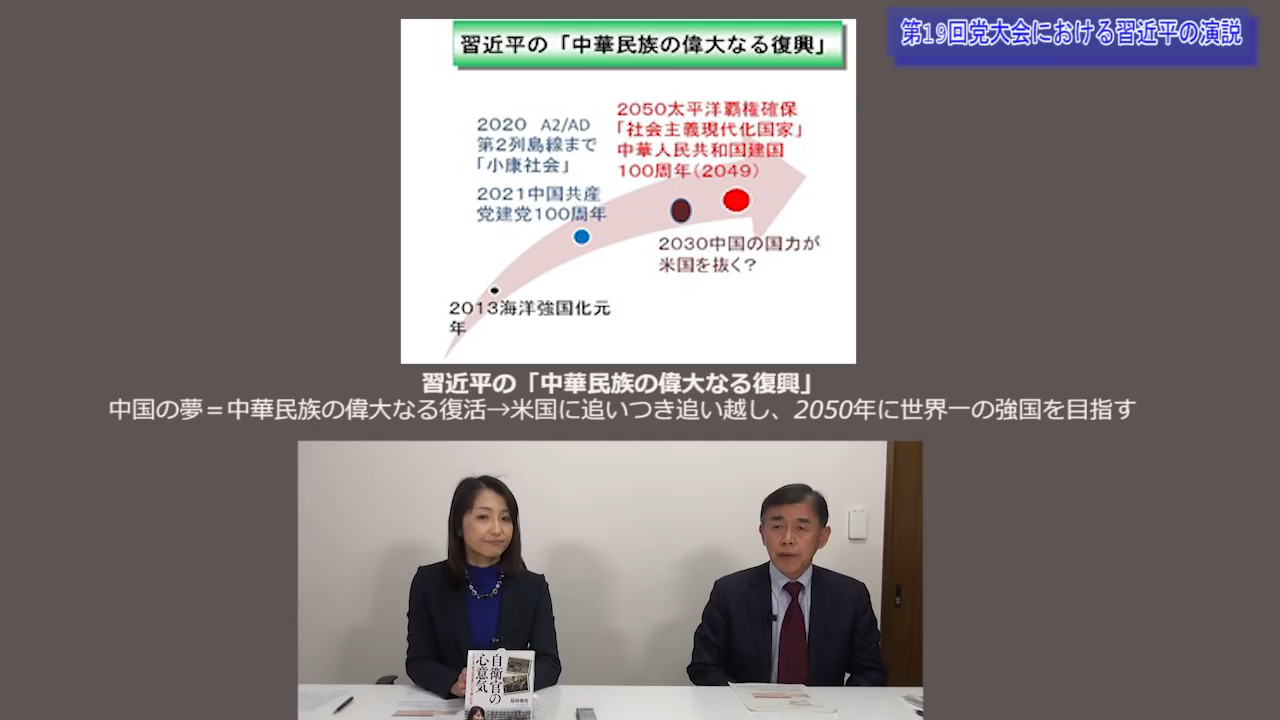 第19回党大会における習近平の演説
習近平の「中華民族の偉大なる復興」
2050太平洋覇権確保
「社会主義現代化国家」
中華人民共和国建国
100周年(2049)
2020 A2/AD
第2列島線まで
「小康社会」
2021中国共産
党建党100周年
2030中国の国力が
米国を抜く?
2013海洋強国化元
年
習近平の「中華民族の偉大なる復興」
中国の夢＝中華民族の偉大なる復活→米国に追いつき追い越し、2050年に世界一の強国を目指す
自衛官の
心意気